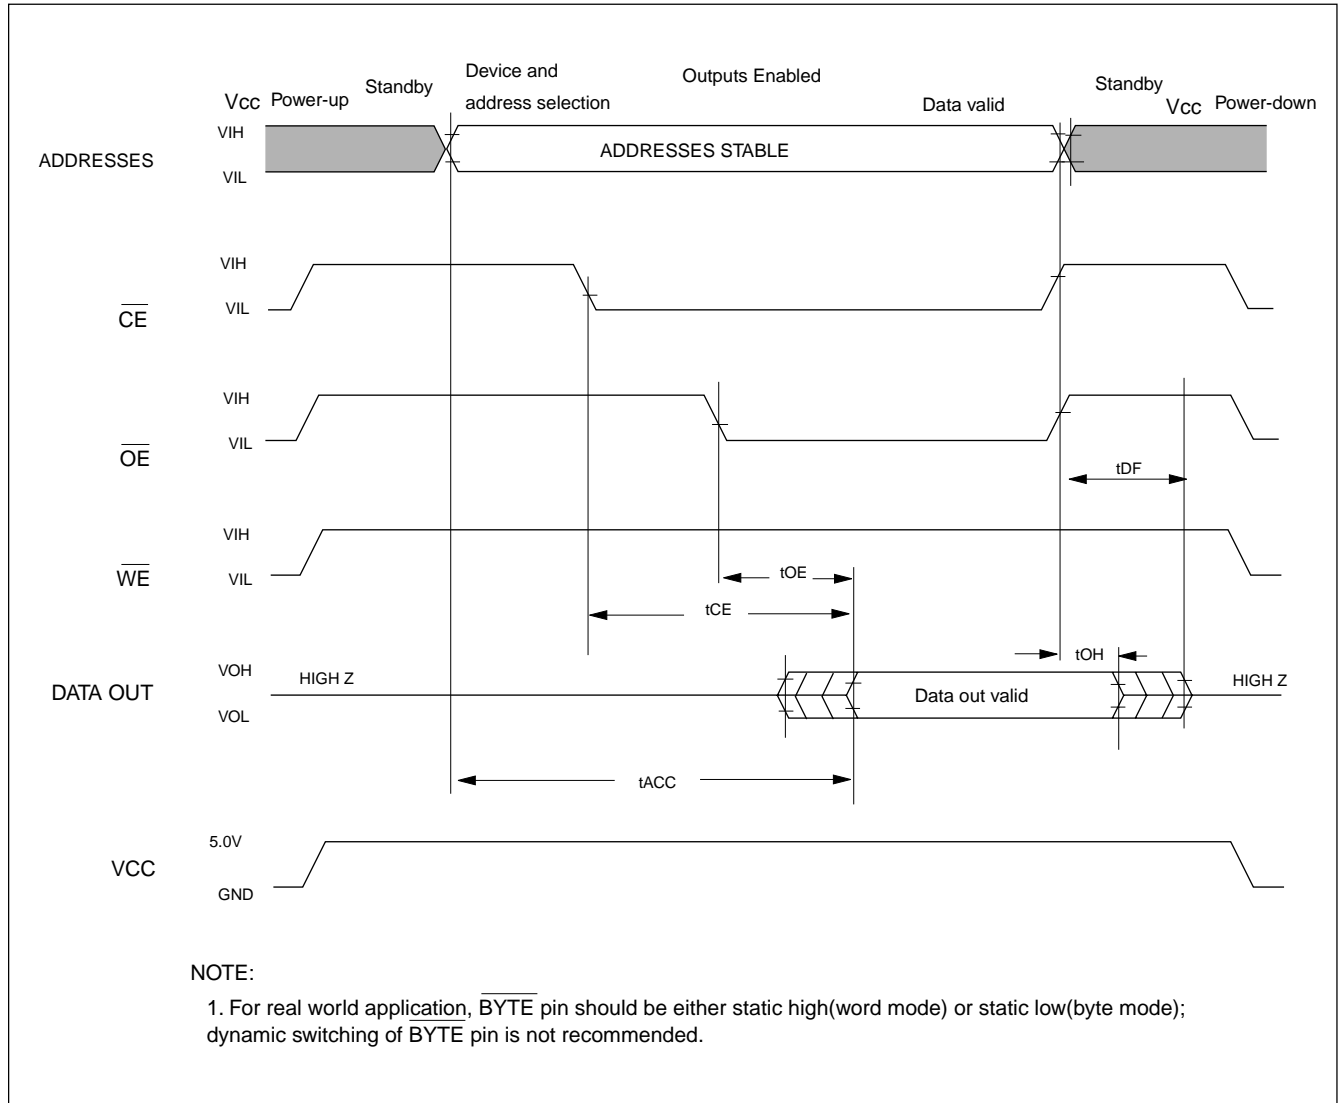 Vcc Power-up
Standby
Device and
address selection
Outputs Enabled
Data valid
Standby
Vcc Power-down
ADDRESSES
VIH
VIL
ADDRESSES STABLE
CE
VIH
VIL
OE
VIH
VIL
tDF
WE
VIH
VIL
tOE
tCE
DATA OUT
VOH
VOL
HIGH Z
Data out valid
tOH
HIGH Z
tACC
VCC
5.0V
GND
NOTE:
1. For real world application, BYTE pin should be either static high(word mode) or static low(byte mode);
dynamic switching of BYTE pin is not recommended.